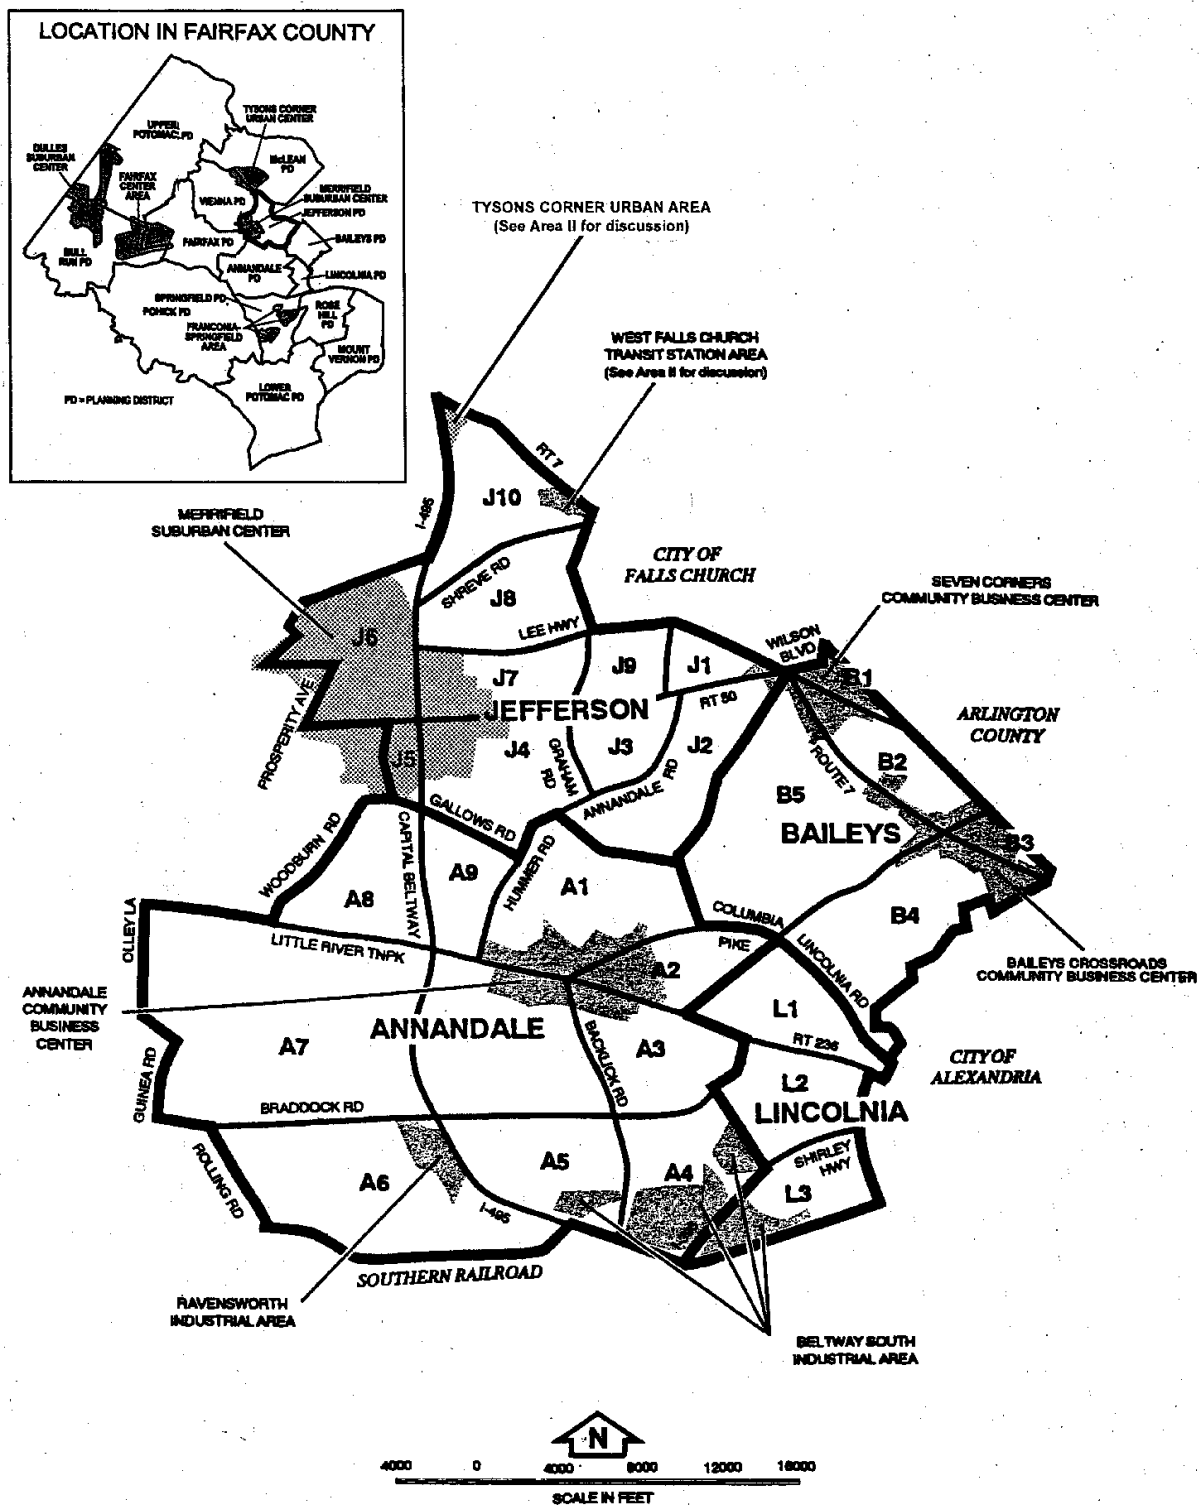 LOCATION IN FAIRFAX COUNTY
TYSONS CORNER
URBAN CENTER
UPPER
POTOMAC PD
McLEAN
PD
DULLES
SUBURBAN
CENTER
FAIRFAX
CENTER
AREA
MERRIFIELD
SUBURBAN CENTER
VIENNA PD
JEFFERSON PD
BAILEYS PD
FAIRFAX PD
BULL
RUN PD
ANNANDALE
PD
LINCOLNIA PD
SPRINGFIELD PD
POHICK PD
ROSE
HILL
PD
FRANCONIA-
SPRINGFIELD
AREA
MOUNT
VERNON PD
LOWER
POTOMAC PD
PD = PLANNING DISTRICT
TYSONS CORNER URBAN AREA
(See Area II for discussion)
WEST FALLS CHURCH
TRANSIT STATION AREA
(See Area II for discussion)
RT 7
J10
I-495
MERRIFIELD
SUBURBAN CENTER
CITY OF
FALLS CHURCH
SHREVE RD
J8
SEVEN CORNERS
COMMUNITY BUSINESS CENTER
LEE HWY
WILSON
BLVD
J6
J9
J1
J7
B1
RT 50
PROSPERITY AVE
JEFFERSON
ARLINGTON
COUNTY
J5
J4
GRAHAM
RD
J3
J2
ROUTE 7
B2
ANNANDALE RD
B5
BAILEYS
GALLOWS RD
CAPITAL BELTWAY
WOODBURN RD
B3
HUMMER RD
A9
A1
A8
COLUMBIA
PIKE
B4
OLLEY LA
LITTLE RIVER TNPK
LINCOLNIA RD
BAILEYS CROSSROADS
COMMUNITY BUSINESS CENTER
A2
ANNANDALE
COMMUNITY
BUSINESS
CENTER
L1
ANNANDALE
RT 236
A7
BACKLICK RD
A3
CITY OF
ALEXANDRIA
GUINEA RD
L2
BRADDOCK RD
LINCOLNIA
ROLLING RD
A5
A4
SHIRLEY
HWY
A6
L3
I-495
SOUTHERN RAILROAD
RAVENSWORTH
INDUSTRIAL AREA
BELTWAY SOUTH
INDUSTRIAL AREA
N
4000 0 4000 8000 12000 16000
SCALE IN FEET